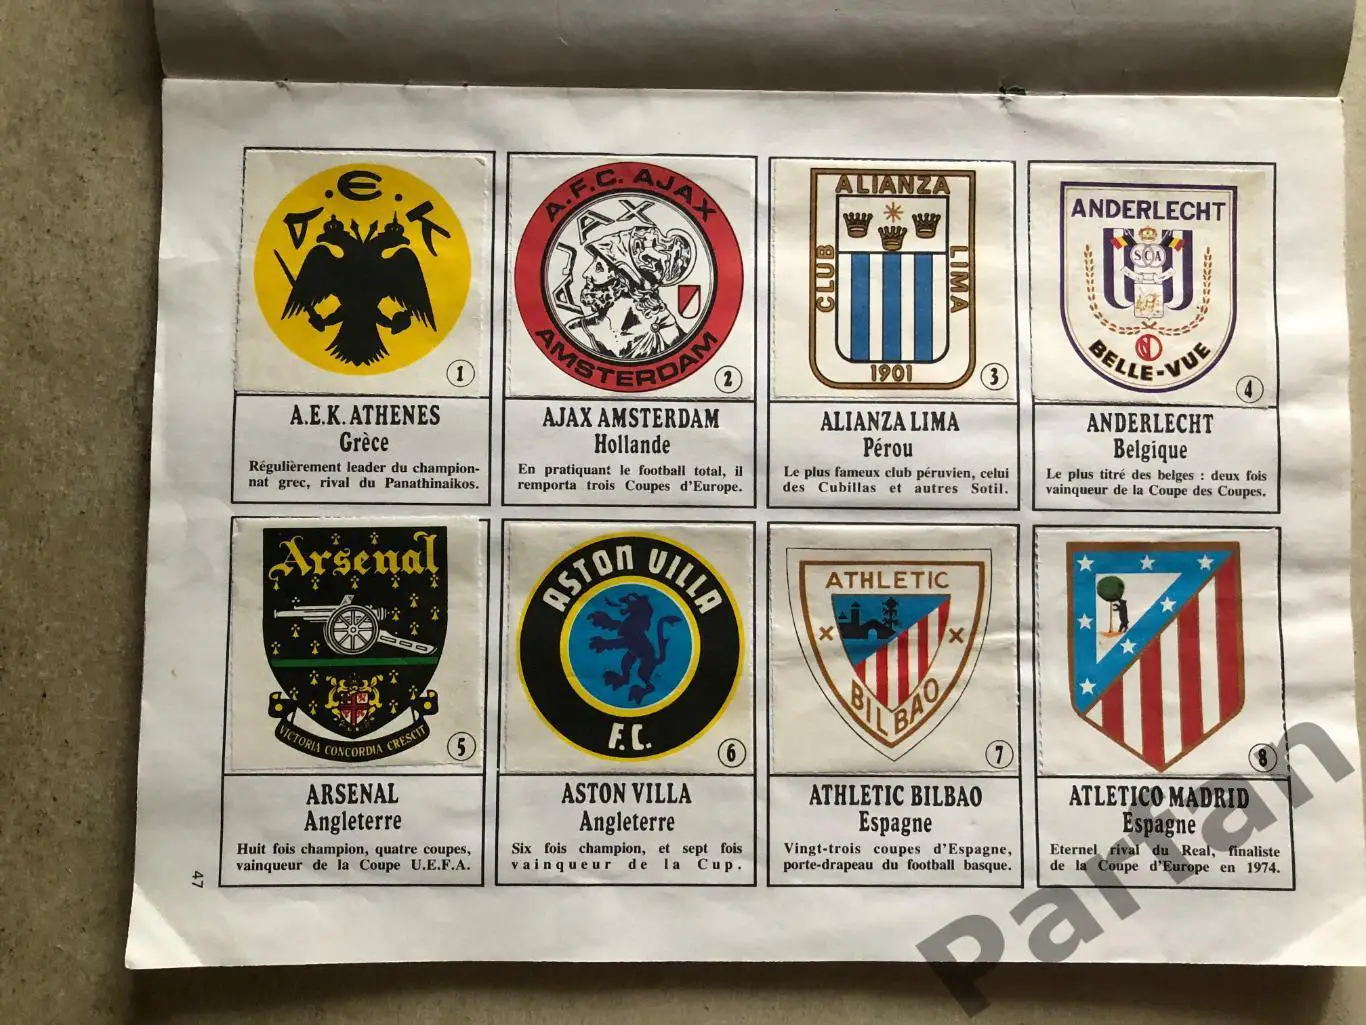 A.E.K
1
A.E.K. ATHENES
Grèce
Régulièrement leader du champion-
nat grec, rival du Panathinaikos.
A.F.C. AJAX
AJAX
AMSTERDAM
2
AJAX AMSTERDAM
Hollande
En pratiquant le football total, il
remporta trois Coupes d'Europe.
ALIANZA
CLUB
LIMA
1901
3
ALIANZA LIMA
Pérou
Le plus fameux club péruvien, celui
des Cubillas et autres Sotil.
ANDERLECHT
SCA
BELLE-VUE
4
ANDERLECHT
Belgique
Le plus titré des belges : deux fois
vainqueur de la Coupe des Coupes.
Arsenal
VICTORIA CONCORDIA CRESCIT
5
ARSENAL
Angleterre
Huit fois champion, quatre coupes,
vainqueur de la Coupe U.E.F.A.
ASTON VILLA
F.C.
6
ASTON VILLA
Angleterre
Six fois champion, et sept fois
vainqueur de la Cup.
ATHLETIC
BILBAO
7
ATHLETIC BILBAO
Espagne
Vingt-trois coupes d'Espagne,
porte-drapeau du football basque.
8
ATLETICO MADRID
Espagne
Eternel rival du Real, finaliste
de la Coupe d'Europe en 1974.
47
Parfan